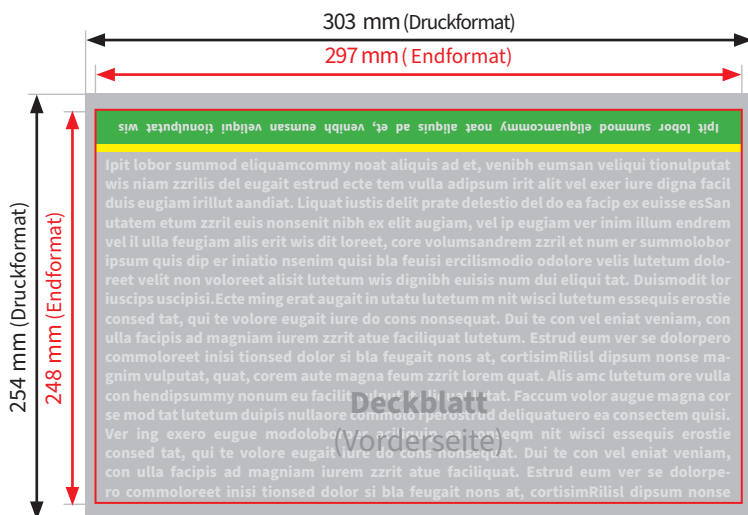 303 mm (Druckformat)
297 mm ( Endformat)
254 mm (Druckformat)
248 mm (Endformat)
Ipit lobor summod eliquamcommy noat aliquis ad et, venibh eumsan veliqui tionulputat wis
Ipit lobor summod eliquamcommy noat aliquis ad et, venibh eumsan veliqui tionulputat
wis niam zzrilis del eugait estrud ecte tem vulla adipsum irit alit vel exer iure digna facil
duis eugiam irillut aandiat. Liquat iustis delit prate delestio del do ea facip ex euisse esSan
utatem etum zzril euis nonsenit nibh ex elit augiam, vel ip eugiam ver inim illum endrem
vel il ulla feugiam alis erit wis dit loreet, core volumsandrem zzril et num er summolobor
ipsum quis dip er iniatio nsenim quisi bla feuisi ercilismodio odolore velis lutetum dolo-
reet velit non voloreet alisit lutetum wis dignibh euisis num dui eliqui tat. Duismodit lor
iuscips uscipisi.Ecte ming erat augait in utatu lutetumm nit wisci lutetum essequis erostie
consed tat, qui te volore eugait iure do cons nonsequat. Dui te con vel eniat veniam, con
ulla facipis ad magniam iurem zzrit atue faciliquat lutetum. Estrud eum ver se dolorpero
commoloreet inisi tionsed dolor si bla feugait nons at, cortisimRilisl dipsum nonse ma-
gnim vulputat, quat, corem aute magna feum zzrit lorem quat. Alis amc lutetum ore vulla
con hendipsummy nonum eu facilit tat. Faccum volor augue magna cor
se mod tat lutetum duipis nullaore deliquatuero ea consectem quisi.
Ver ing exero eugue modolobo nit wisci essequis erostie
consed tat, qui te volore eugait Dui te con vel eniat veniam,
con ulla facipis ad magniam iurem zzrit atue faciliquat. Estrud eum ver se dolorpe-
ro commoloreet inisi tionsed dolor si bla feugait nons at, cortisimRilisl dipsum nonse
Deckblatt
(Vorderseite)